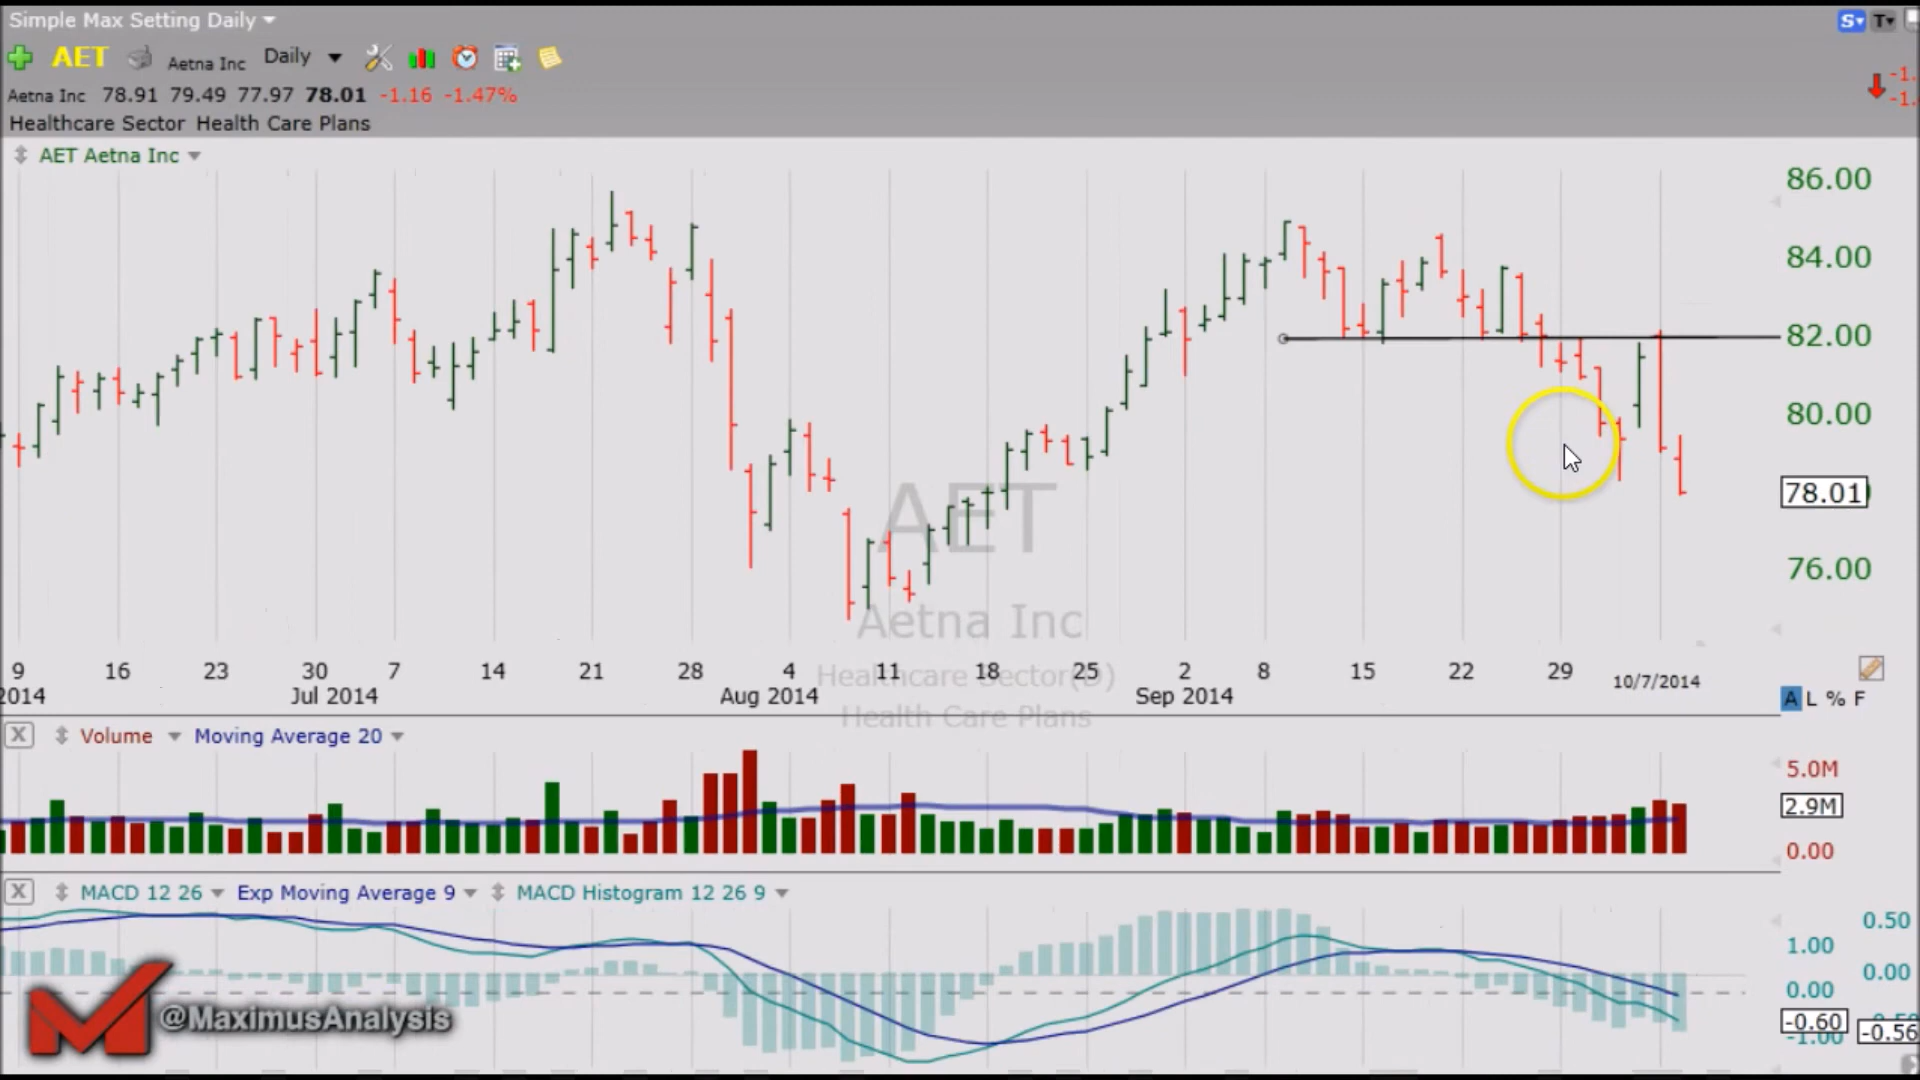 Simple Max Setting Daily
S T
AET Aetna Inc Daily
Aetna Inc 78.91 79.49 77.97 78.01 -1.16 -1.47%
Healthcare Sector Health Care Plans
AET Aetna Inc
86.00
84.00
82.00
80.00
78.01
76.00
AET
Aetna Inc
Healthcare Sector(D)
Health Care Plans
9 16 23 30 7 14 21 28 4 11 18 25 2 8 15 22 29
2014 Jul 2014 Aug 2014 Sep 2014 10/7/2014
A L % F
X Volume Moving Average 20
5.0M
2.9M
0.00
X MACD 12 26 Exp Moving Average 9 MACD Histogram 12 26 9
0.50
1.00
0.00
0.00
-0.60
-0.56
-1.00
@MaximusAnalysis